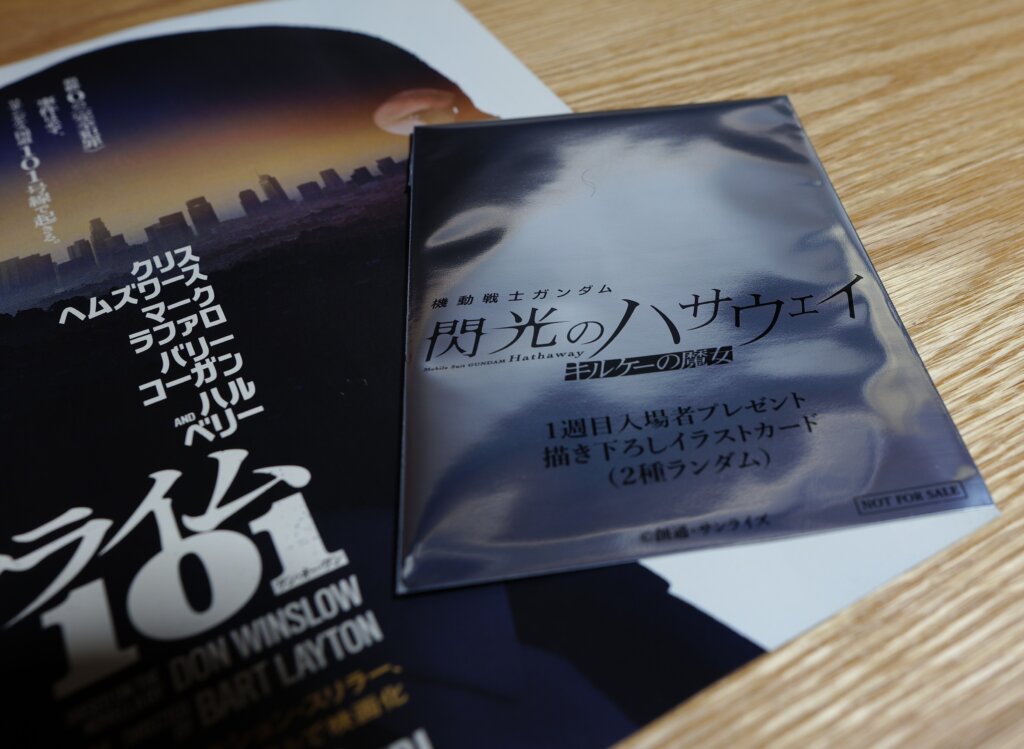 クリス
ヘムズワース
マーク
ラファロ
バリー
コーガン
AND ハル
ベリー
ライム
101
DON WINSLOW
BART LAYTON
機動戦士ガンダム
閃光のハサウェイ
Mobile Suit GUNDAM Hathaway
キルケーの魔女
1週目入場者プレゼント
描き下ろしイラストカード
(2種ランダム)
NOT FOR SALE
©創通・サンライズ